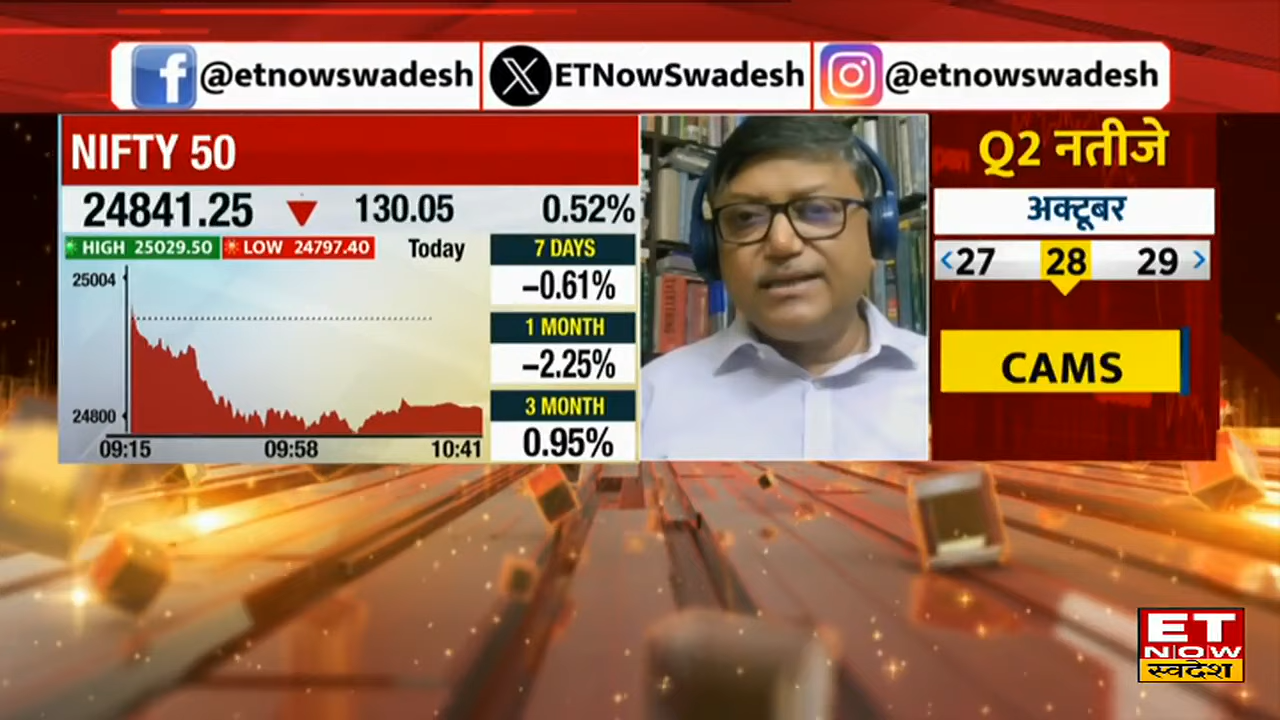 @etnowswadesh
ETNowSwadesh
@etnowswadesh
NIFTY 50
24841.25 130.05 0.52%
HIGH 25029.50 LOW 24797.40 Today
25004
24800
09:15 09:58 10:41
7 DAYS
-0.61%
1 MONTH
-2.25%
3 MONTH
0.95%
Q2 नतीजे
अक्टूबर
27 28 29
CAMS
ET
NOW
स्वदेश